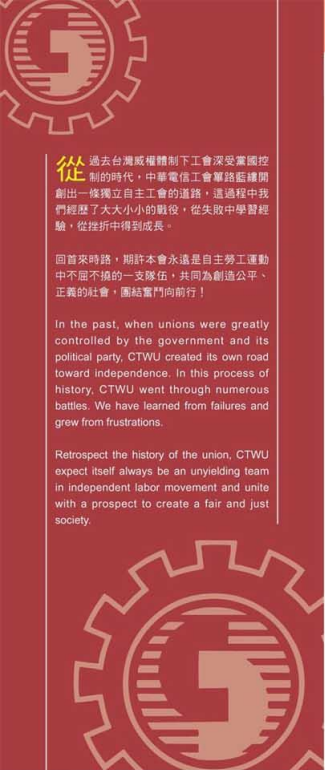 從過去台灣威權體制下工會深受黨國控
制的時代，中華電信工會篳路藍縷開
創出一條獨立自主工會的道路，這過程中我
們經歷了大大小小的戰役，從失敗中學習經
驗，從挫折中得到成長。
回首來時路，期許本會永遠是自主勞工運動
中不屈不撓的一支隊伍，共同為創造公平、
正義的社會，團結奮鬥向前行！
In the past, when unions were greatly
controlled by the government and its
political party, CTWU created its own road
toward independence. In this process of
history, CTWU went through numerous
battles. We have learned from failures and
grew from frustrations.
Retrospect the history of the union, CTWU
expect itself always be an unyielding team
in independent labor movement and unite
with a prospect to create a fair and just
society.